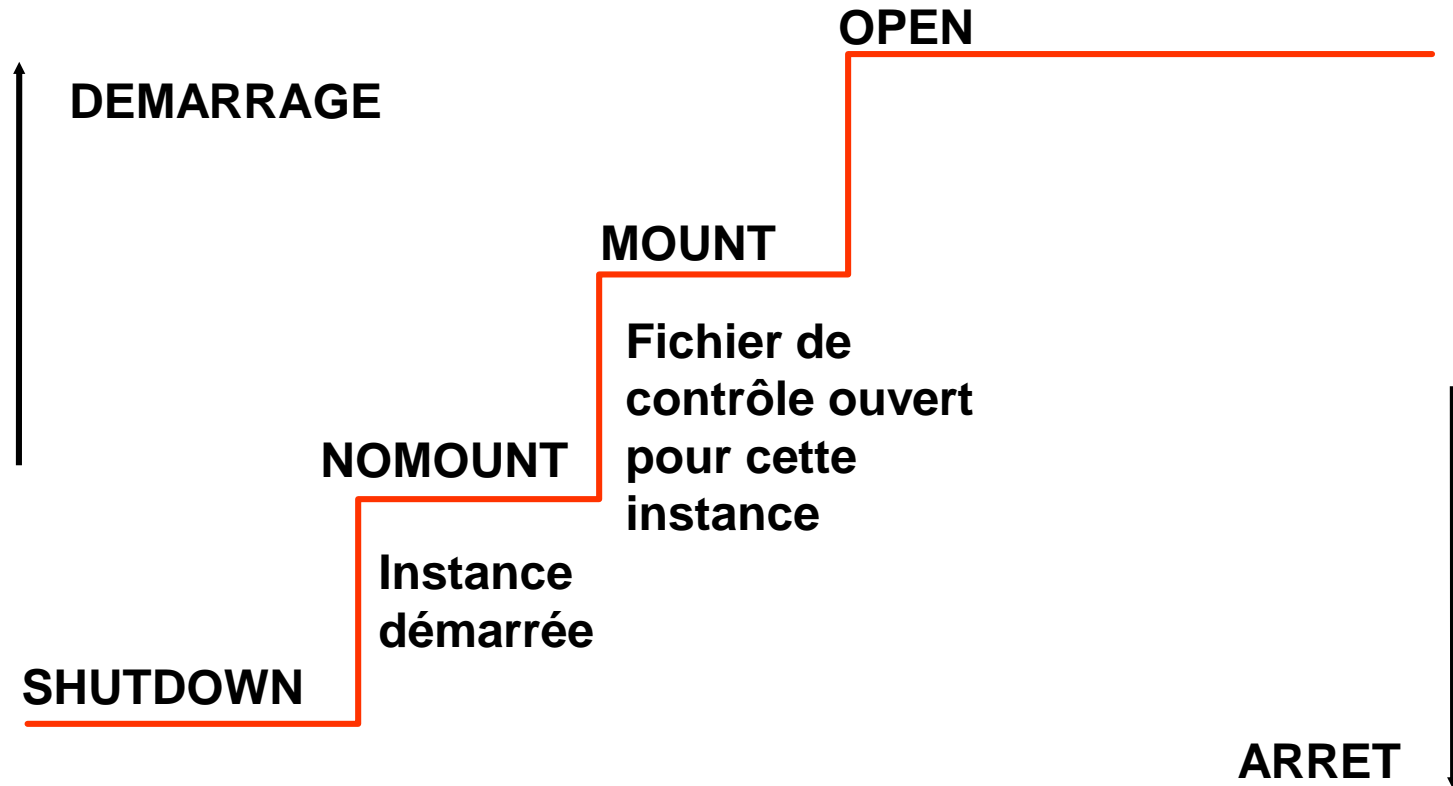 OPEN
DEMARRAGE
MOUNT
Fichier de
contrôle ouvert
pour cette
instance
NOMOUNT
Instance
démarrée
SHUTDOWN
ARRET